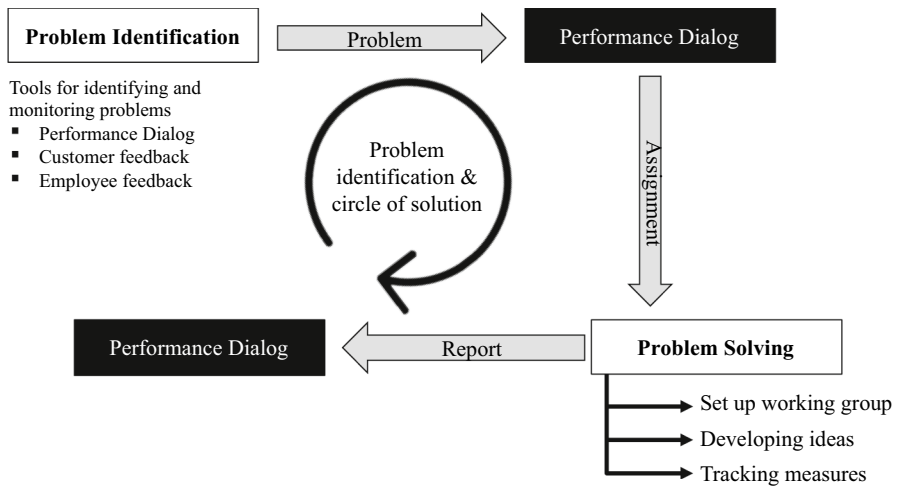 Problem Identification
Problem
Performance Dialog
Tools for identifying and
monitoring problems
▪ Performance Dialog
▪ Customer feedback
▪ Employee feedback
Problem
identification &
circle of solution
Assignment
Performance Dialog
Report
Problem Solving
Set up working group
Developing ideas
Tracking measures